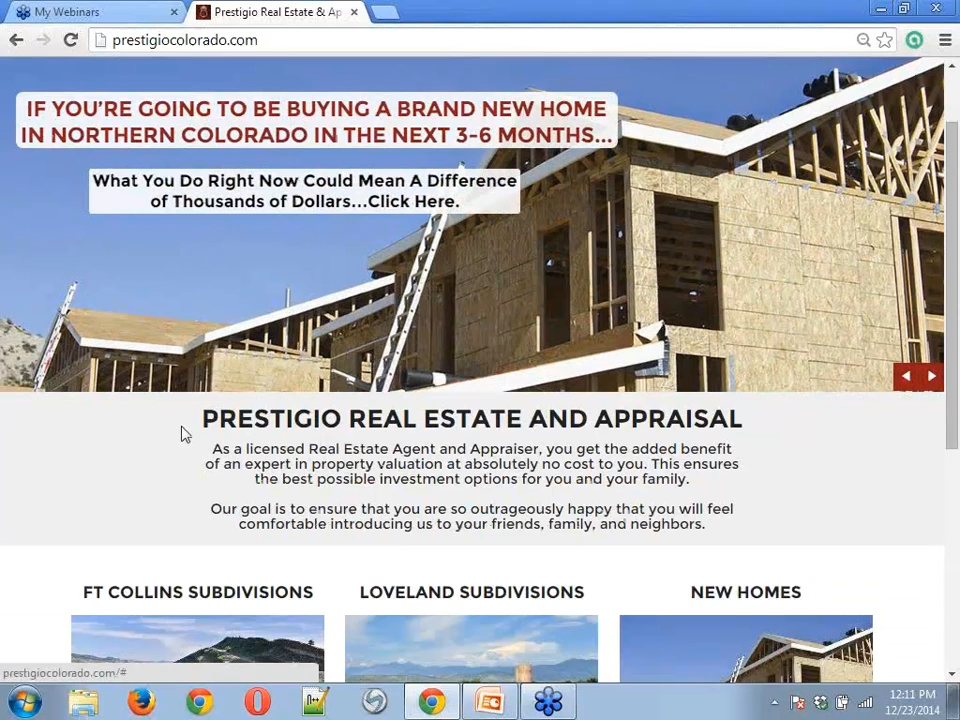 My Webinars
Prestigio Real Estate & Ap
prestigiocolorado.com
IF YOU'RE GOING TO BE BUYING A BRAND NEW HOME
IN NORTHERN COLORADO IN THE NEXT 3-6 MONTHS...
What You Do Right Now Could Mean A Difference
of Thousands of Dollars...Click Here.
PRESTIGIO REAL ESTATE AND APPRAISAL
As a licensed Real Estate Agent and Appraiser, you get the added benefit
of an expert in property valuation at absolutely no cost to you. This ensures
the best possible investment options for you and your family.
Our goal is to ensure that you are so outrageously happy that you will feel
comfortable introducing us to your friends, family, and neighbors.
FT COLLINS SUBDIVISIONS
LOVELAND SUBDIVISIONS
NEW HOMES
prestigiocolorado.com/#
12:11 PM
12/23/2014